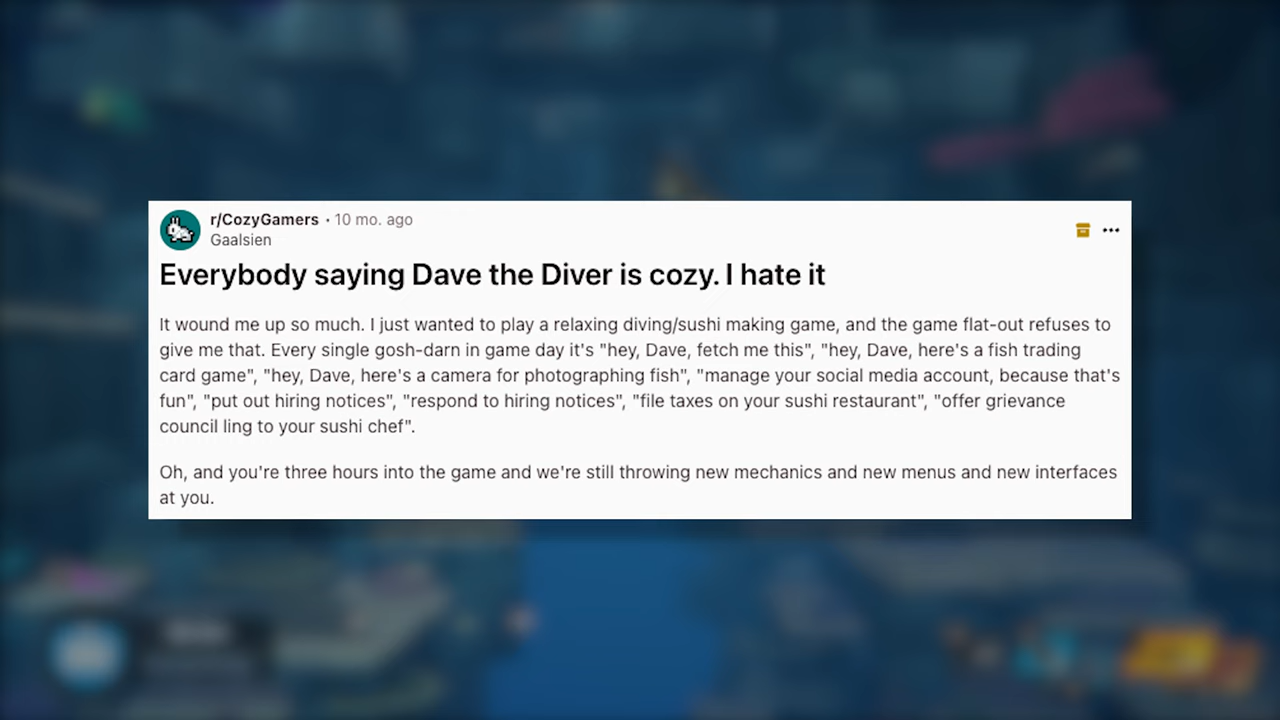 r/CozyGamers • 10 mo. ago
Gaalsien
Everybody saying Dave the Diver is cozy. I hate it
It wound me up so much. I just wanted to play a relaxing diving/sushi making game, and the game flat-out refuses to
give me that. Every single gosh-darn in game day it's "hey, Dave, fetch me this", "hey, Dave, here's a fish trading
card game", "hey, Dave, here's a camera for photographing fish", "manage your social media account, because that's
fun", "put out hiring notices", "respond to hiring notices", "file taxes on your sushi restaurant", "offer grievance
council ling to your sushi chef".
Oh, and you're three hours into the game and we're still throwing new mechanics and new menus and new interfaces
at you.